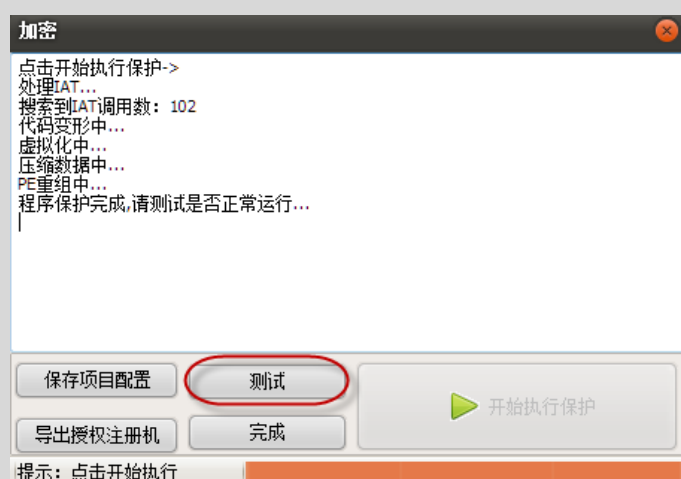 加密
点击开始执行保护->
处理IAT...
搜索到IAT调用数：102
代码变形中...
虚拟化中...
压缩数据中...
PE重组中...
程序保护完成,请测试是否正常运行...
保存项目配置
测试
开始执行保护
导出授权注册机
完成
提示：点击开始执行